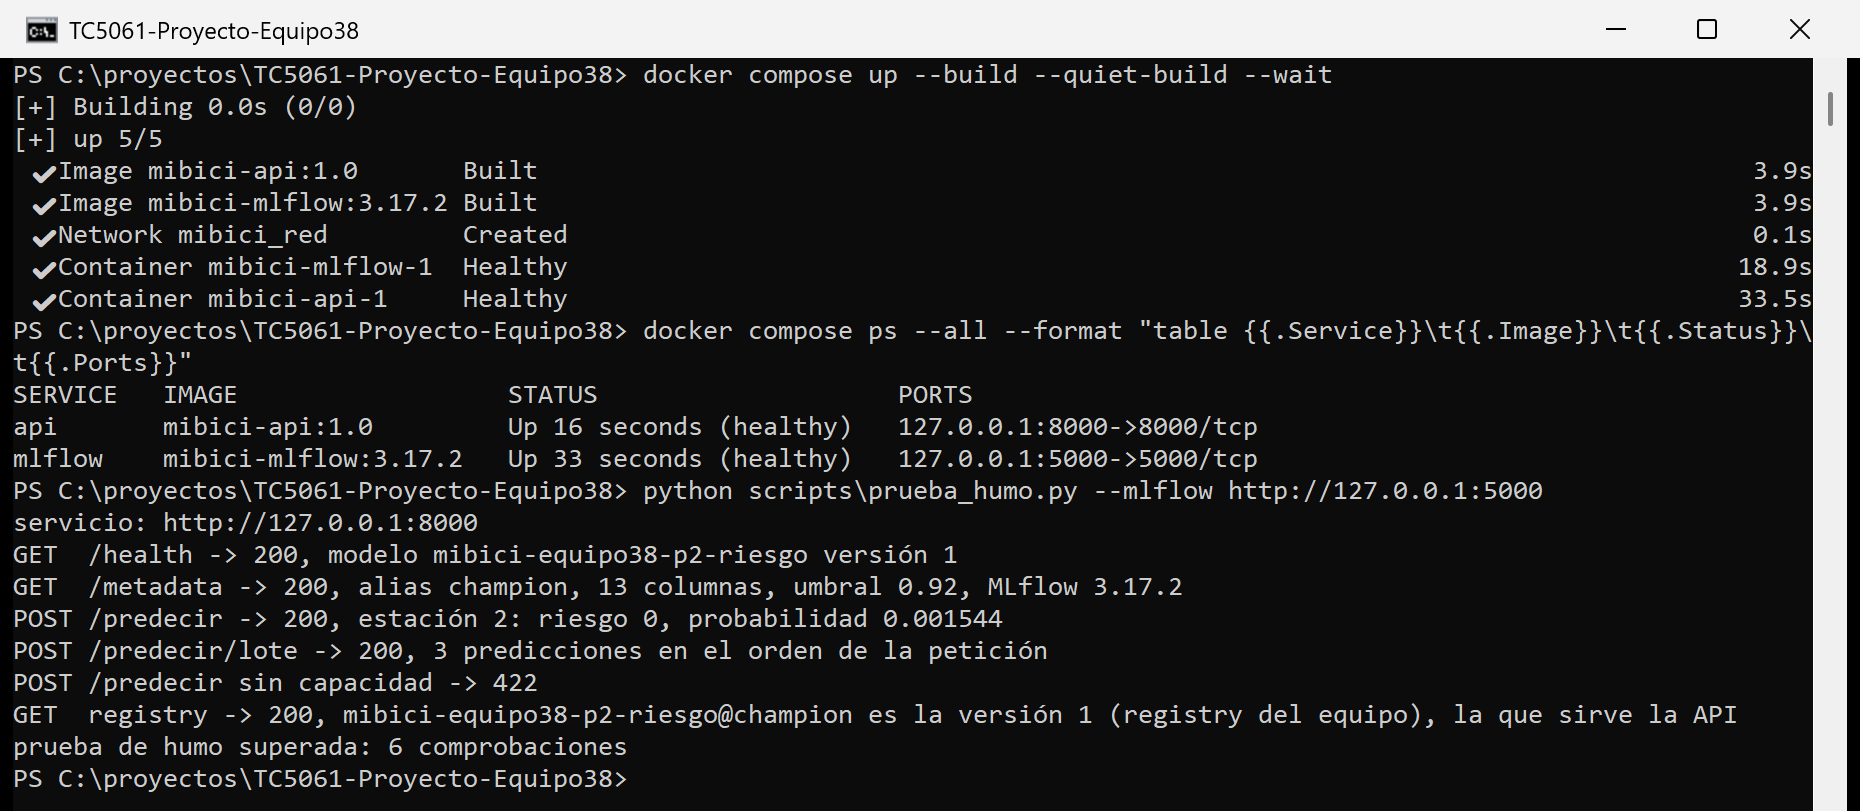 TC5061-Proyecto-Equipo38
PS C:\proyectos\TC5061-Proyecto-Equipo38> docker compose up --build --quiet-build --wait
[+] Building 0.0s (0/0)
[+] up 5/5
✔Image mibici-api:1.0       Built 3.9s
✔Image mibici-mlflow:3.17.2 Built 3.9s
✔Network mibici_red         Created 0.1s
✔Container mibici-mlflow-1  Healthy 18.9s
✔Container mibici-api-1     Healthy 33.5s
PS C:\proyectos\TC5061-Proyecto-Equipo38> docker compose ps --all --format "table {{.Service}}\t{{.Image}}\t{{.Status}}\
t{{.Ports}}"
SERVICE   IMAGE                  STATUS                    PORTS
api       mibici-api:1.0         Up 16 seconds (healthy)   127.0.0.1:8000->8000/tcp
mlflow    mibici-mlflow:3.17.2   Up 33 seconds (healthy)   127.0.0.1:5000->5000/tcp
PS C:\proyectos\TC5061-Proyecto-Equipo38> python scripts\prueba_humo.py --mlflow http://127.0.0.1:5000
servicio: http://127.0.0.1:8000
GET  /health -> 200, modelo mibici-equipo38-p2-riesgo versión 1
GET  /metadata -> 200, alias champion, 13 columnas, umbral 0.92, MLflow 3.17.2
POST /predecir -> 200, estación 2: riesgo 0, probabilidad 0.001544
POST /predecir/lote -> 200, 3 predicciones en el orden de la petición
POST /predecir sin capacidad -> 422
GET  registry -> 200, mibici-equipo38-p2-riesgo@champion es la versión 1 (registry del equipo), la que sirve la API
prueba de humo superada: 6 comprobaciones
PS C:\proyectos\TC5061-Proyecto-Equipo38>